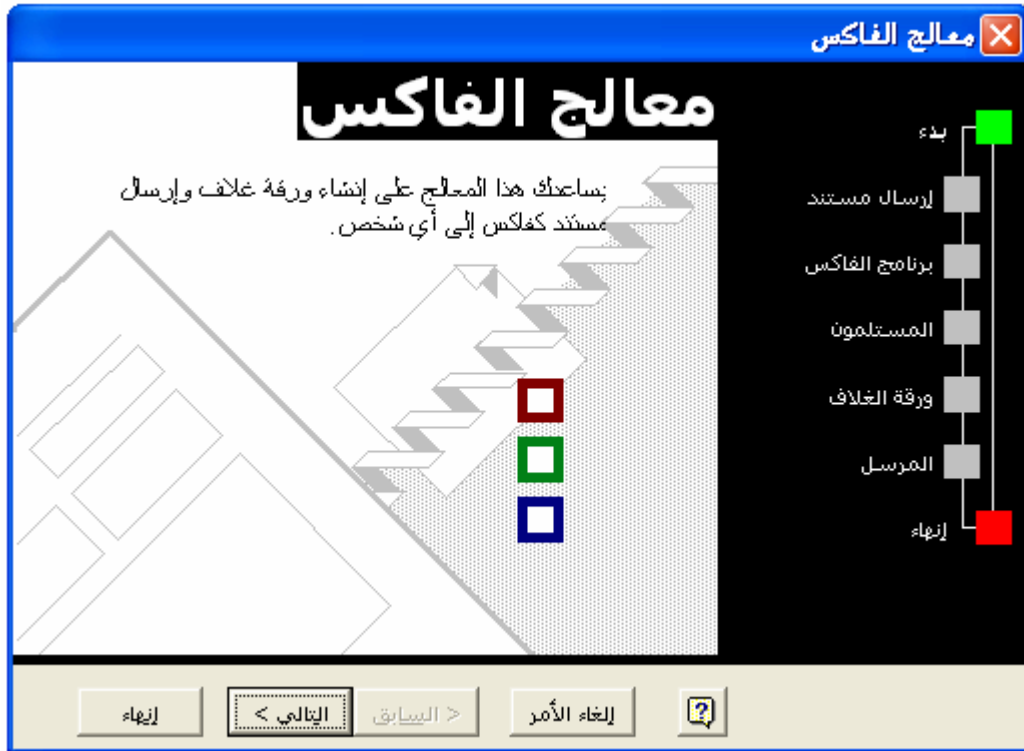 معالج الفاكس
معالج الفاكس
يساعدك هذا المعالج على إنشاء ورقة غلاف وإرسال
مستند كفاكس إلى أي شخص.
بدء
إرسال مستند
برنامج الفاكس
المستلمون
ورقة الغلاف
المرسل
إنهاء
?
إلغاء الأمر
< السابق
التالي >
إنهاء